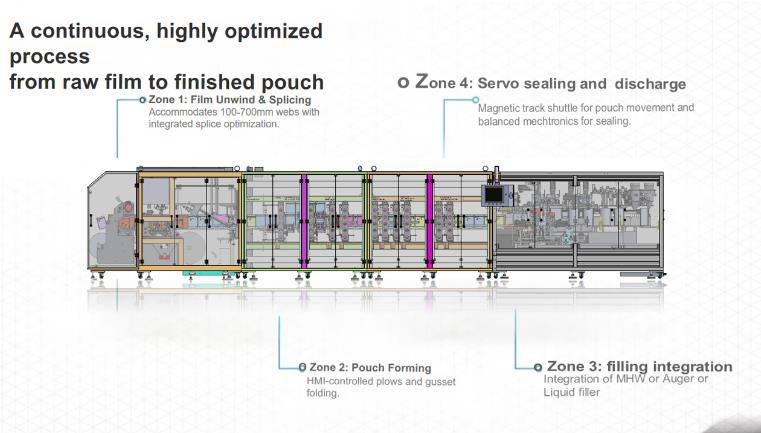 A continuous, highly optimized
process
from raw film to finished pouch
Zone 4: Servo sealing and discharge
Magnetic track shuttle for pouch movement and
balanced mechtronics for sealing.
Zone 1: Film Unwind & Splicing
Accommodates 100-700mm webs with
integrated splice optimization.
Zone 2: Pouch Forming
HMI-controlled plows and gusset
folding.
Zone 3: filling integration
Integration of MHW or Auger or
Liquid filler